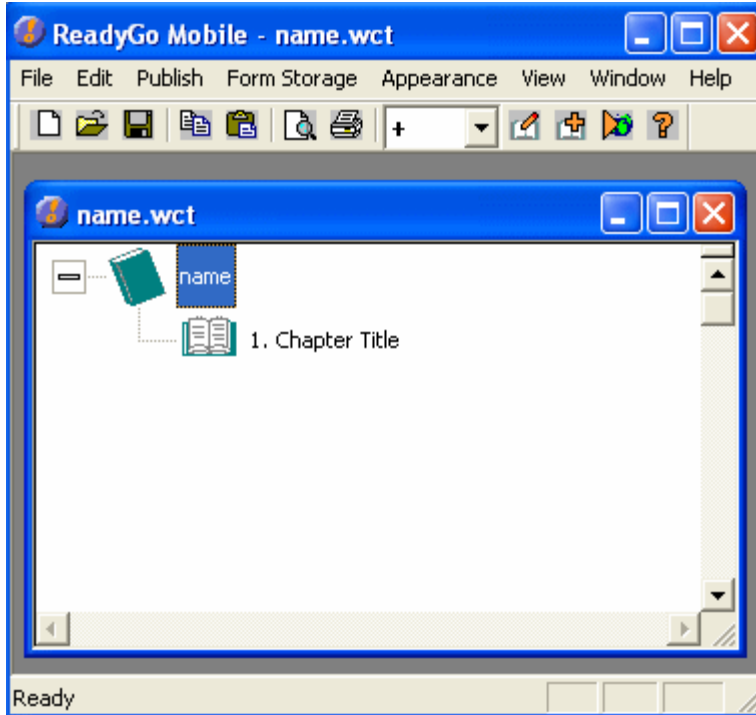 ReadyGo Mobile - name.wct
File Edit Publish Form Storage Appearance View Window Help
+
name.wct
name
1. Chapter Title
Ready